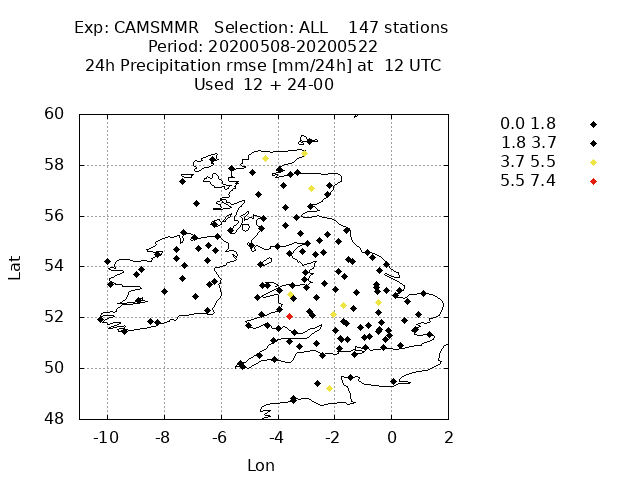 Exp: CAMSMMR   Selection: ALL    147 stations
Period: 20200508-20200522
24h Precipitation rmse [mm/24h] at  12 UTC
Used  12 + 24-00
0.0 1.8
1.8 3.7
3.7 5.5
5.5 7.4
60
58
56
54
52
50
48
Lat
-10 -8 -6 -4 -2 0 2
Lon